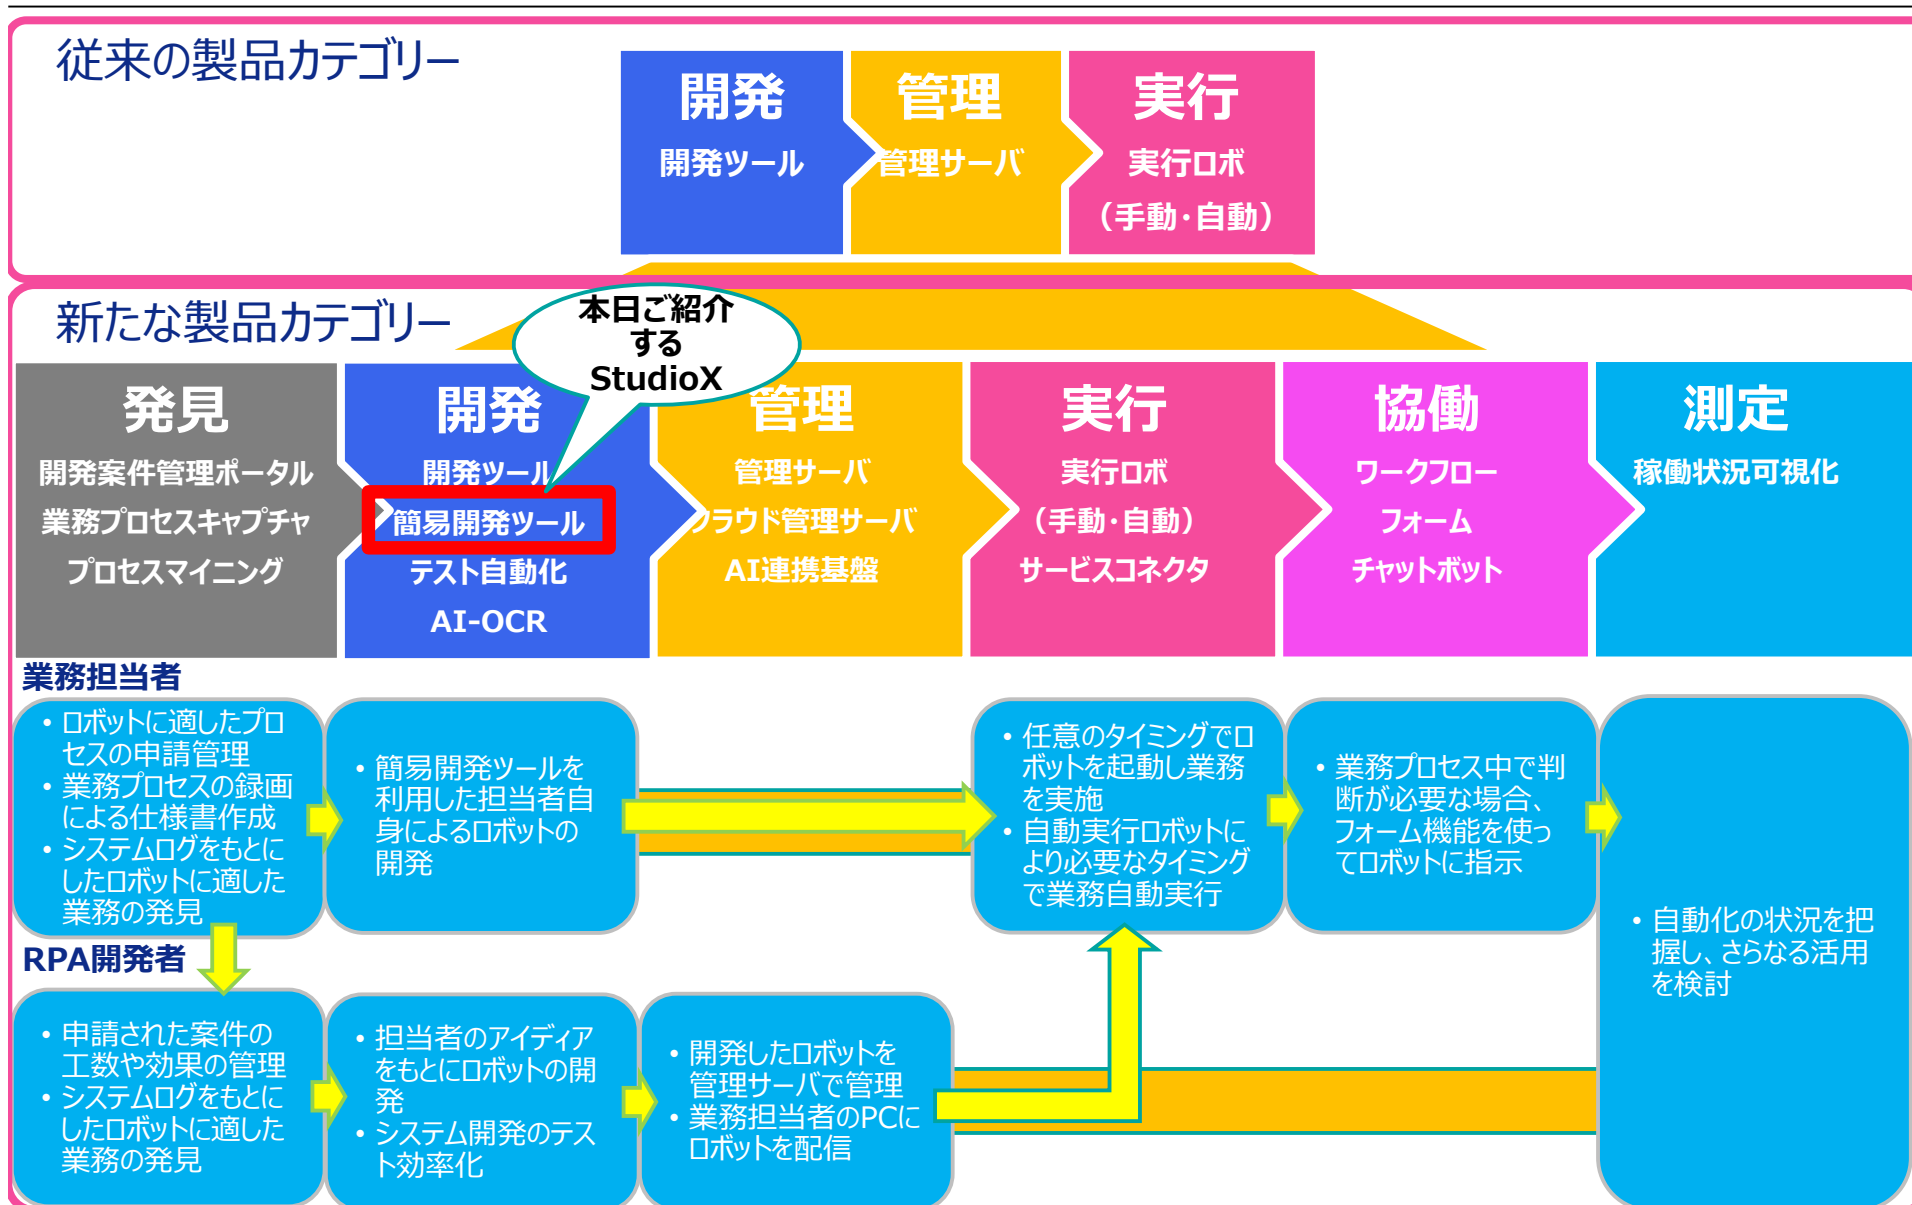 従来の製品カテゴリー
開発
開発ツール
管理
管理サーバ
実行
実行ロボ
（手動・自動）
新たな製品カテゴリー
本日ご紹介
する
StudioX
発見
開発案件管理ポータル
業務プロセスキャプチャ
プロセスマイニング
開発
開発ツール
簡易開発ツール
テスト自動化
AI-OCR
管理
管理サーバ
クラウド管理サーバ
AI連携基盤
実行
実行ロボ
（手動・自動）
サービスコネクタ
協働
ワークフロー
フォーム
チャットボット
測定
稼働状況可視化
業務担当者
• ロボットに適したプロ
セスの申請管理
• 業務プロセスの録画
による仕様書作成
• システムログをもとに
したロボットに適した
業務の発見
• 簡易開発ツールを
利用した担当者自
身によるロボットの
開発
• 任意のタイミングでロ
ボットを起動し業務
を実施
• 自動実行ロボットに
より必要なタイミング
で業務自動実行
• 業務プロセス中で判
断が必要な場合、
フォーム機能を使っ
てロボットに指示
• 自動化の状況を把
握し、さらなる活用
を検討
RPA開発者
• 申請された案件の
工数や効果の管理
• システムログをもとに
したロボットに適した
業務の発見
• 担当者のアイディア
をもとにロボットの開
発
• システム開発のテス
ト効率化
• 開発したロボットを
管理サーバで管理
• 業務担当者のPCに
ロボットを配信